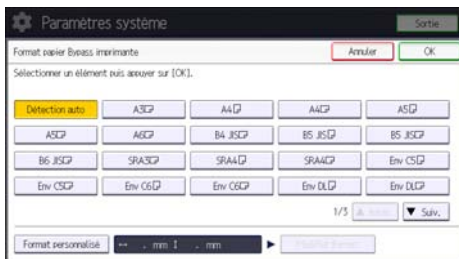 Paramètres système Sortie
Format papier Bypass imprimante Annuler OK
Sélectionner un élément puis appuyer sur [OK].
Détection auto A3 A4 A4 A5
A5 A6 B4 JIS B5 JIS B5 JIS
B6 JIS SRA3 SRA4 SRA4 Env C5
Env C5 Env C6 Env C6 Env DL Env DL
1/3 ▼ Suiv.
Format personnalisé ↔ . mm ↕ . mm ▶